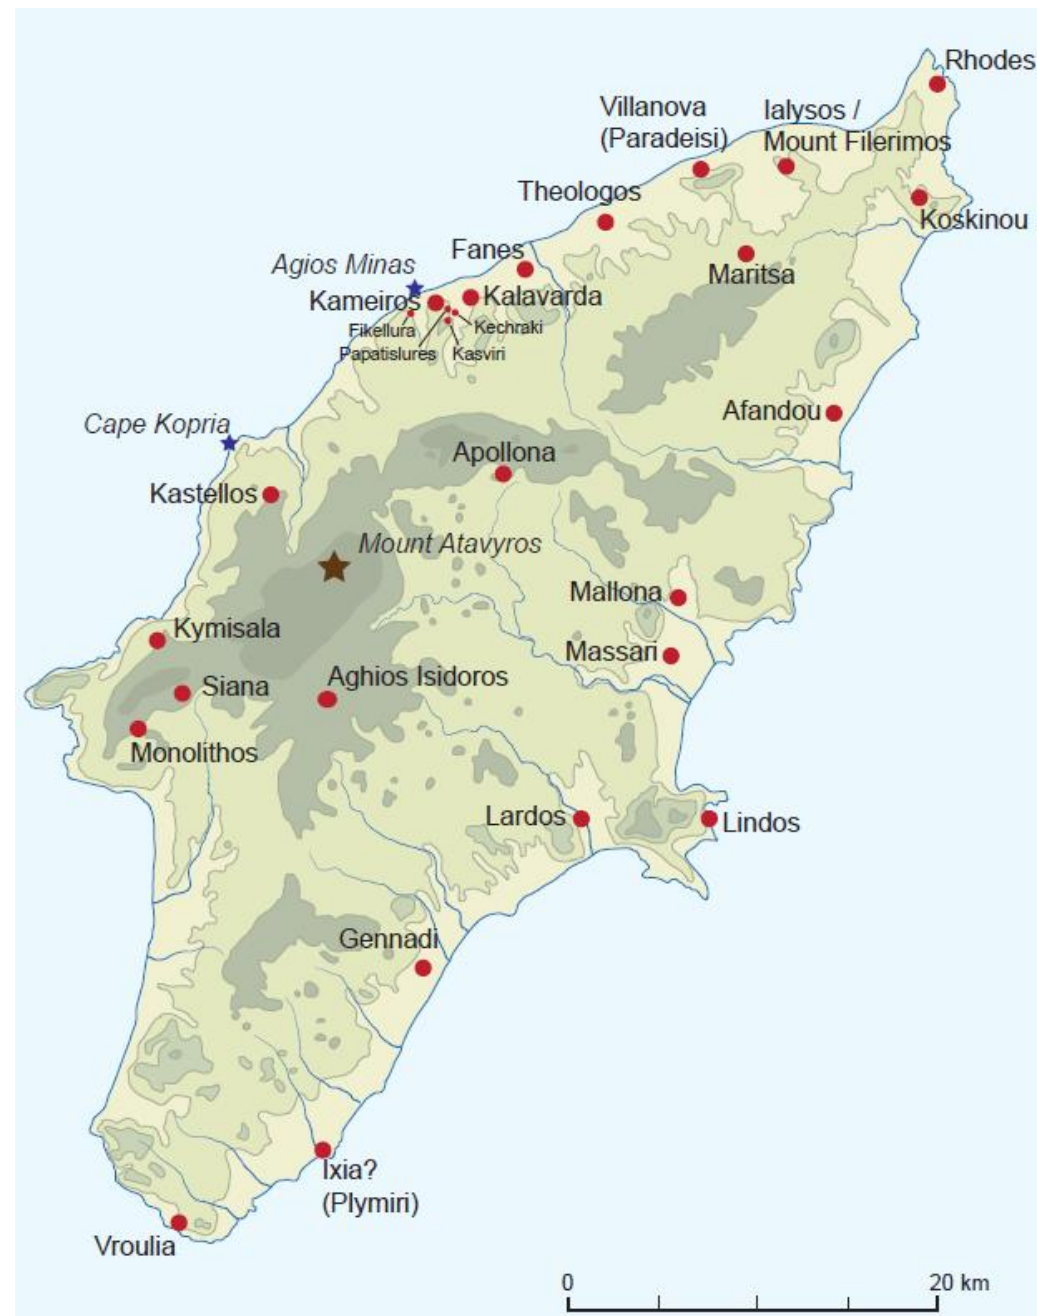 Rhodes
Villanova
(Paradeisi)
Ialysos /
Mount Filerimos
Theologos
Koskinou
Fanes
Maritsa
Agios Minas
Kameiros
Kalavarda
Fikellura
Kechraki
Papatislures
Kasviri
Afandou
Cape Kopria
Apollona
Kastellos
Mount Atavyros
Mallona
Kymisala
Massari
Siana
Aghios Isidoros
Monolithos
Lardos
Lindos
Gennadi
Ixia?
(Plymiri)
Vroulia
0
20 km